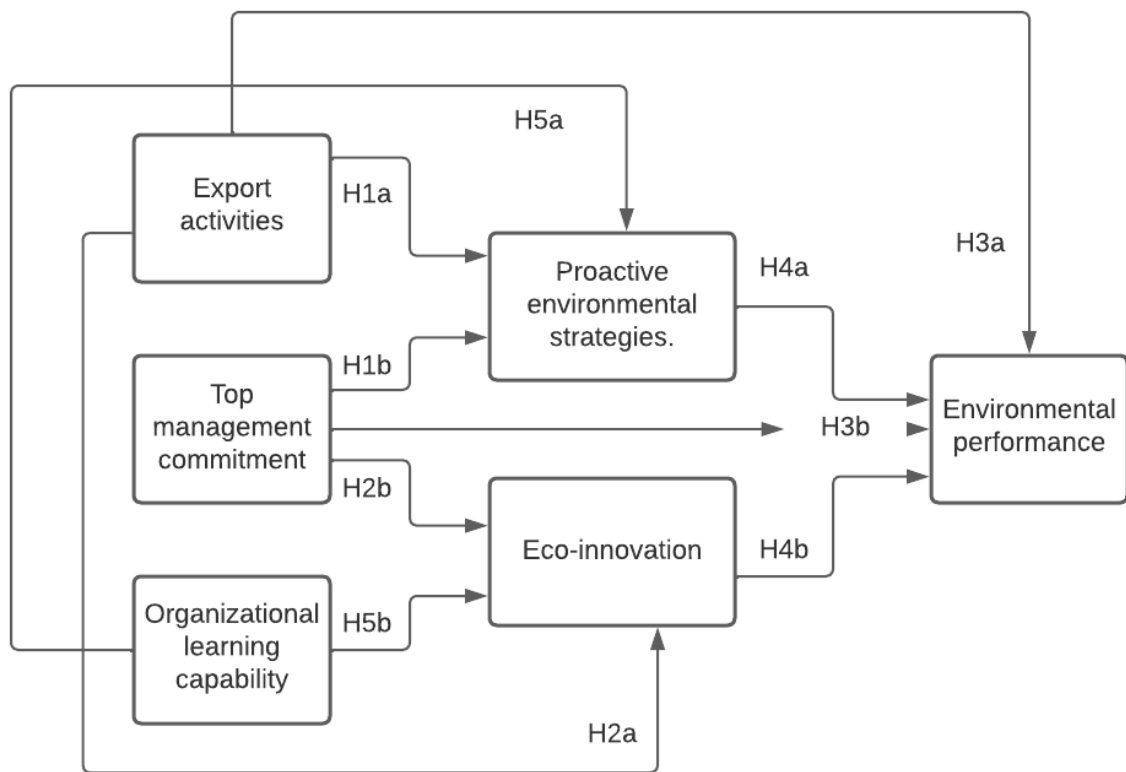 H5a
Export
activities
H1a
H3a
Proactive
environmental
strategies.
H4a
H1b
Top
management
commitment
H3b
Environmental
performance
H2b
Eco-innovation
H4b
Organizational
learning
capability
H5b
H2a